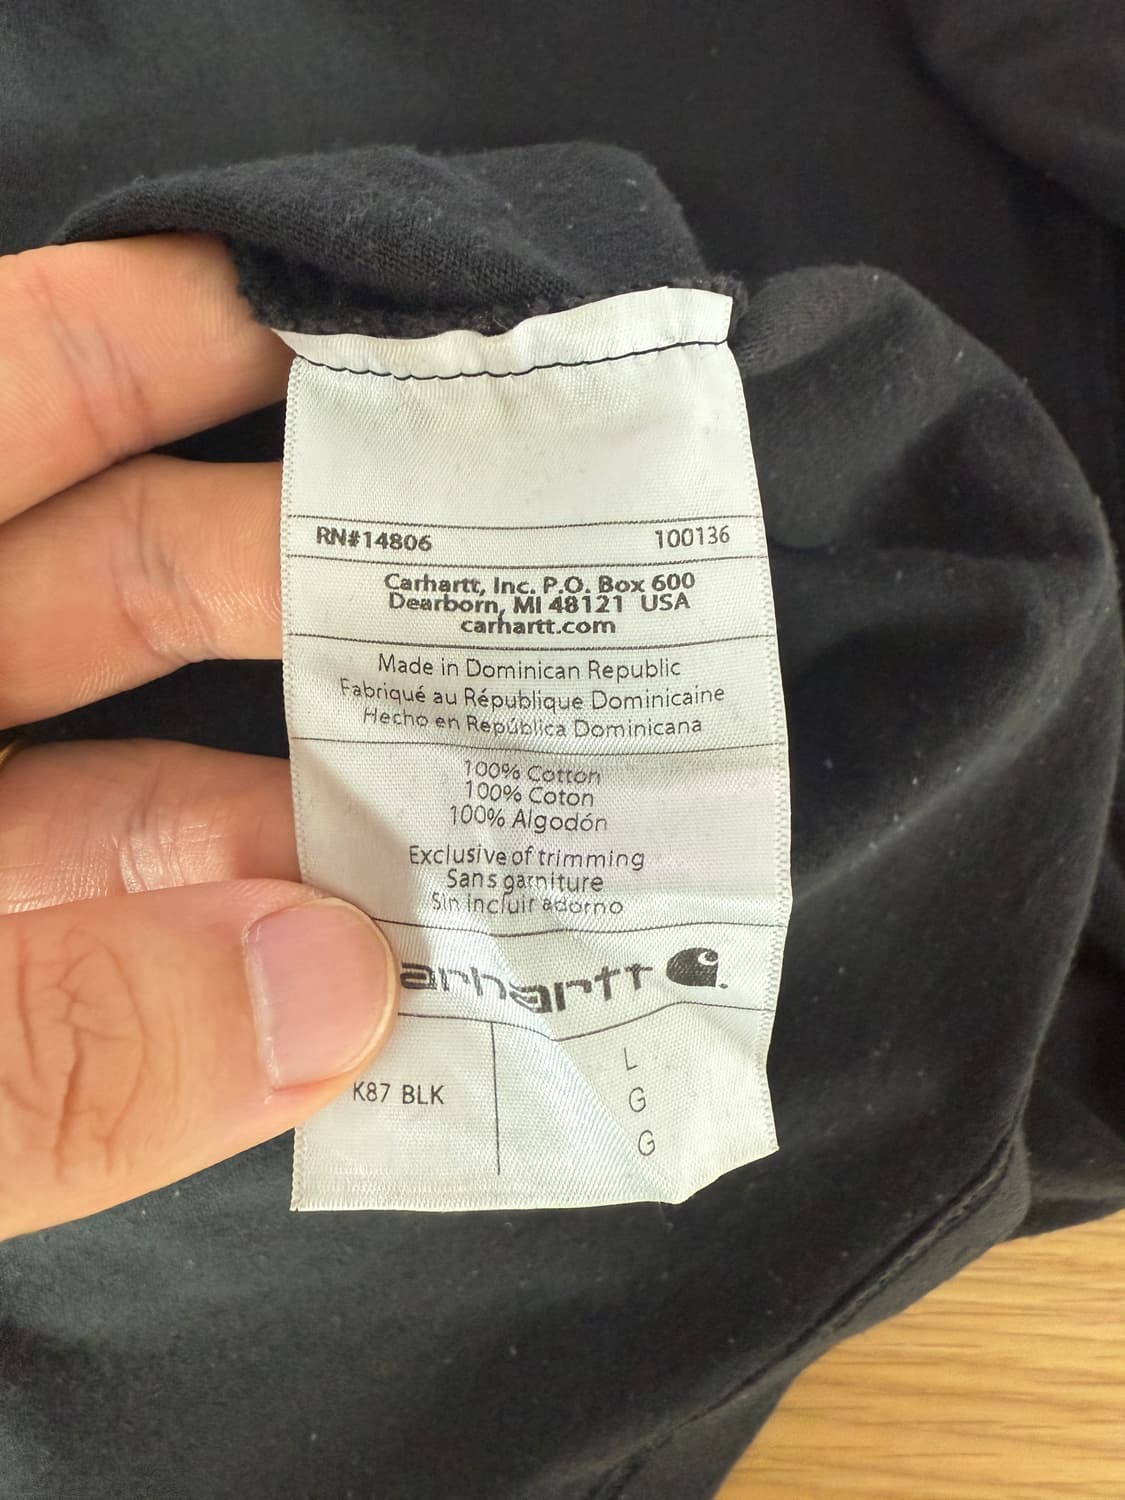 RN#14806 100136
Carhartt, Inc. P.O. Box 600
Dearborn, MI 48121 USA
carhartt.com
Made in Dominican Republic
Fabriqué au République Dominicaine
Hecho en República Dominicana
100% Cotton
100% Coton
100% Algodón
Exclusive of trimming
Sans garniture
Sin incluir adorno
arhartt
K87 BLK
L
G
G